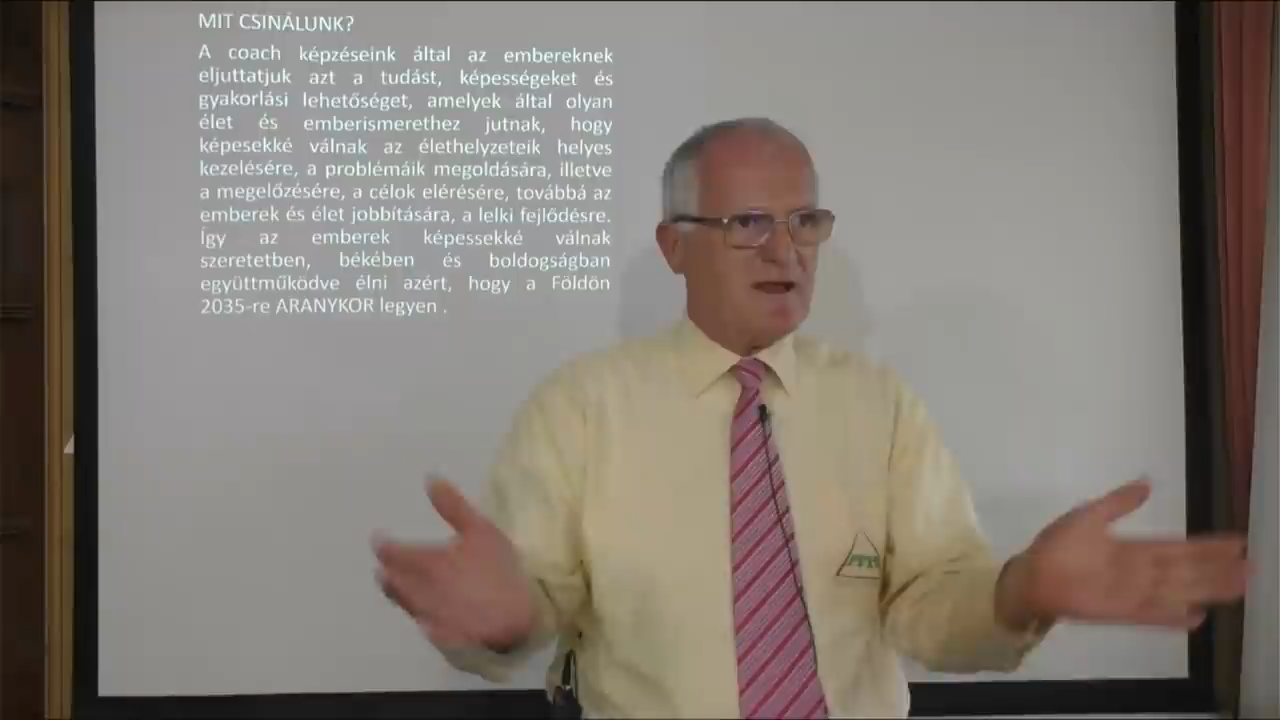 MIT CSINÁLUNK?
A coach képzéseink által az embereknek
eljuttatjuk azt a tudást, képességeket és
gyakorlási lehetőséget, amelyek által olyan
élet és emberismerethez jutnak, hogy
képesekké válnak az élethelyzeteik helyes
kezelésére, a problémáik megoldására, illetve
a megelőzésére, a célok elérésére, továbbá az
emberek és élet jobbítására, a lelki fejlődésre.
Így az emberek képessekké válnak
szeretetben, békében és boldogságban
együttműködve élni azért, hogy a Földön
2035-re ARANYKOR legyen .